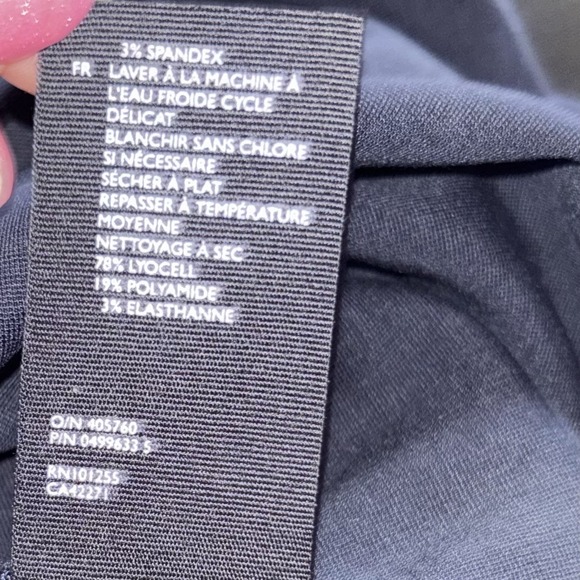 3% SPANDEX
FR LAVER À LA MACHINE À
L'EAU FROIDE CYCLE
DÉLICAT
BLANCHIR SANS CHLORE
SI NÉCESSAIRE
SÉCHER À PLAT
REPASSER À TEMPÉRATURE
MOYENNE
NETTOYAGE À SEC
78% LYOCELL
19% POLYAMIDE
3% ELASTHANNE
O/N 405760
P/N 0499633 5
RN101255
CA42271